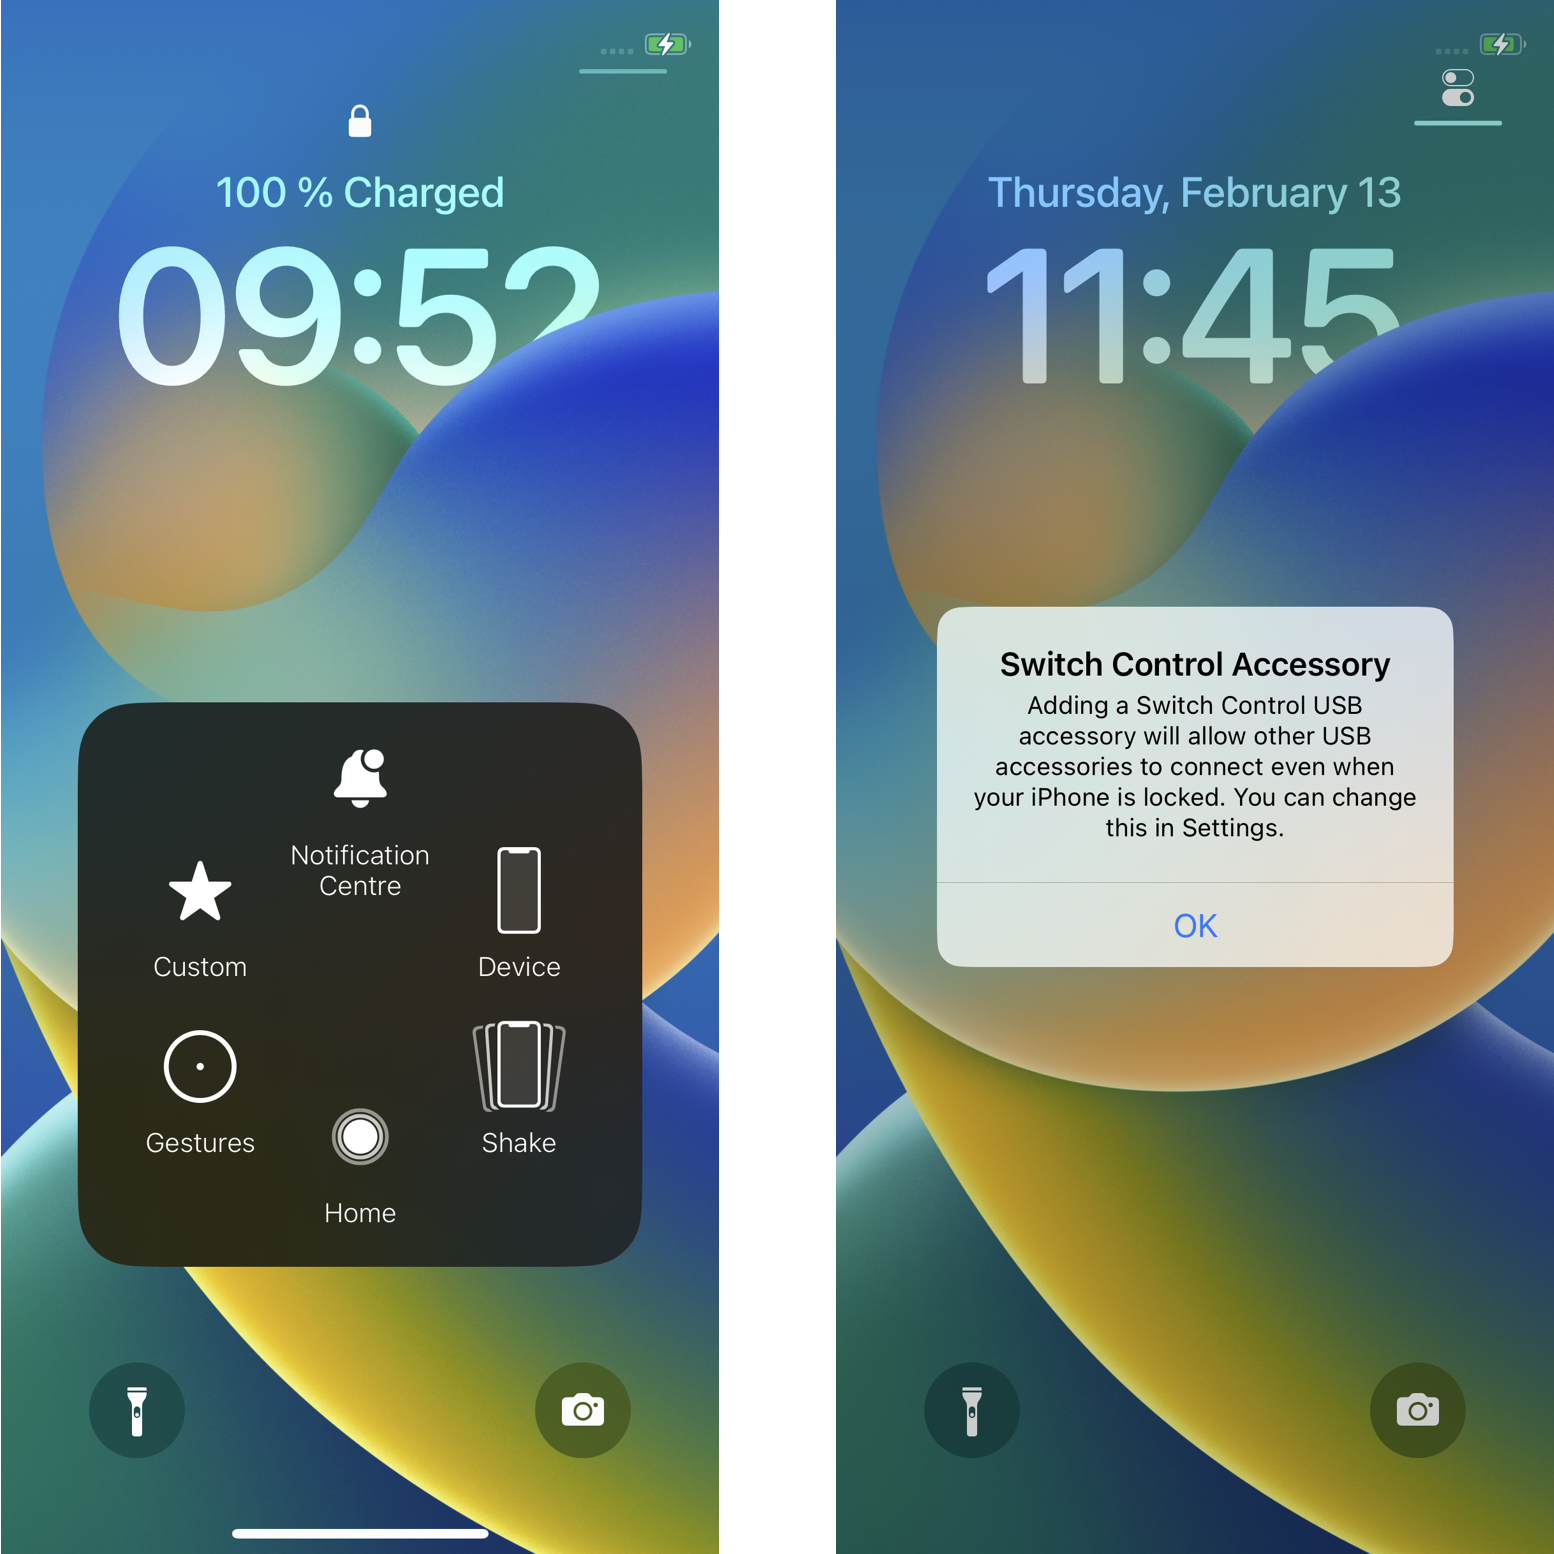 100 % Charged
09:52
Notification
Centre
Custom
Device
Gestures
Shake
Home
Thursday, February 13
11:45
Switch Control Accessory
Adding a Switch Control USB
accessory will allow other USB
accessories to connect even when
your iPhone is locked. You can change
this in Settings.
OK